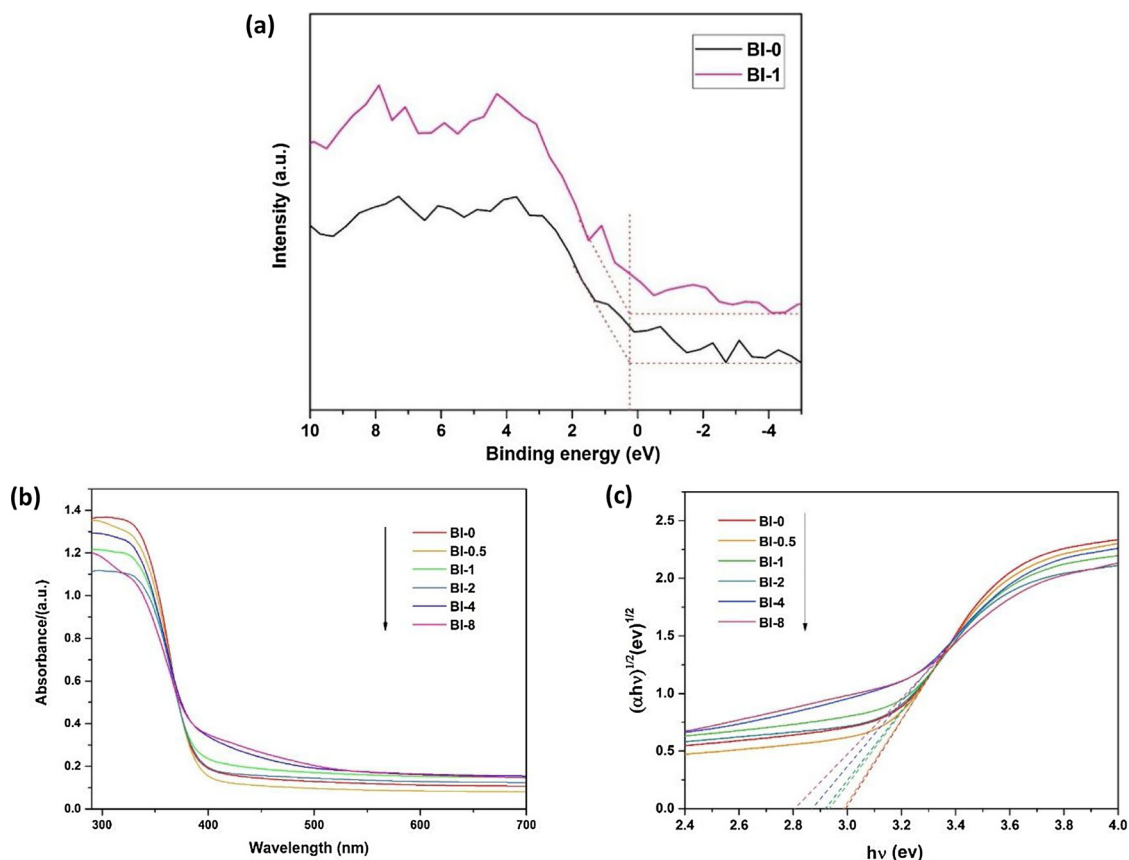 (a)
BI-0
BI-1
Intensity (a.u.)
10 8 6 4 2 0 -2 -4
Binding energy (eV)
(b)
1.4
1.2
1.0
0.8
0.6
0.4
0.2
0.0
BI-0
BI-0.5
BI-1
BI-2
BI-4
BI-8
Absorbance/(a.u.)
300 400 500 600 700
Wavelength (nm)
(c)
2.5
2.0
1.5
1.0
0.5
0.0
BI-0
BI-0.5
BI-1
BI-2
BI-4
BI-8
(αhν)1/2(ev)1/2
2.4 2.6 2.8 3.0 3.2 3.4 3.6 3.8 4.0
hν (ev)